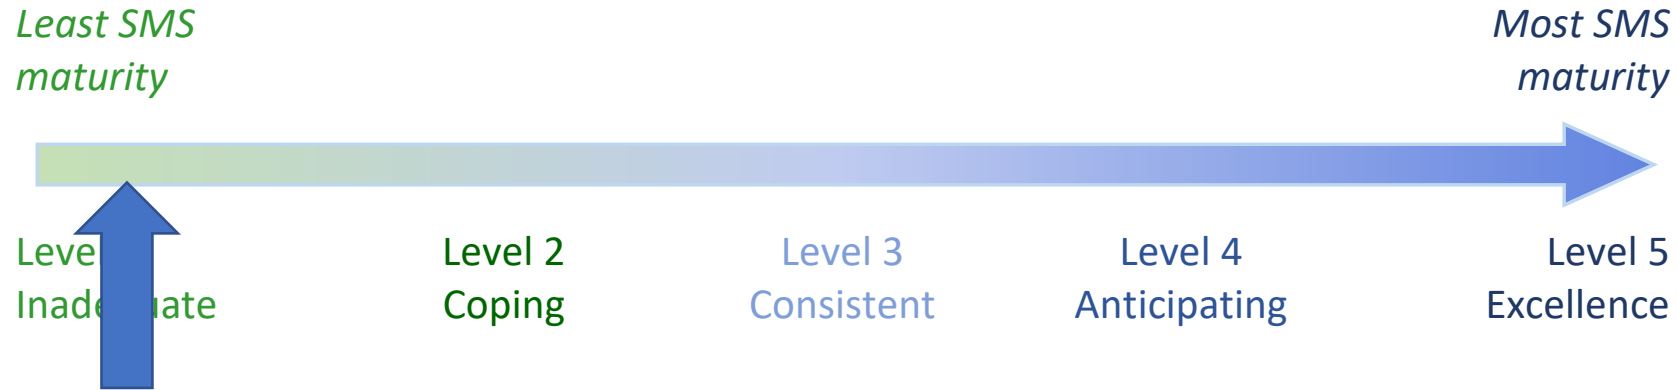 Least SMS
maturity
Most SMS
maturity
Level 2
Coping
Level 3
Consistent
Level 4
Anticipating
Level 5
Excellence